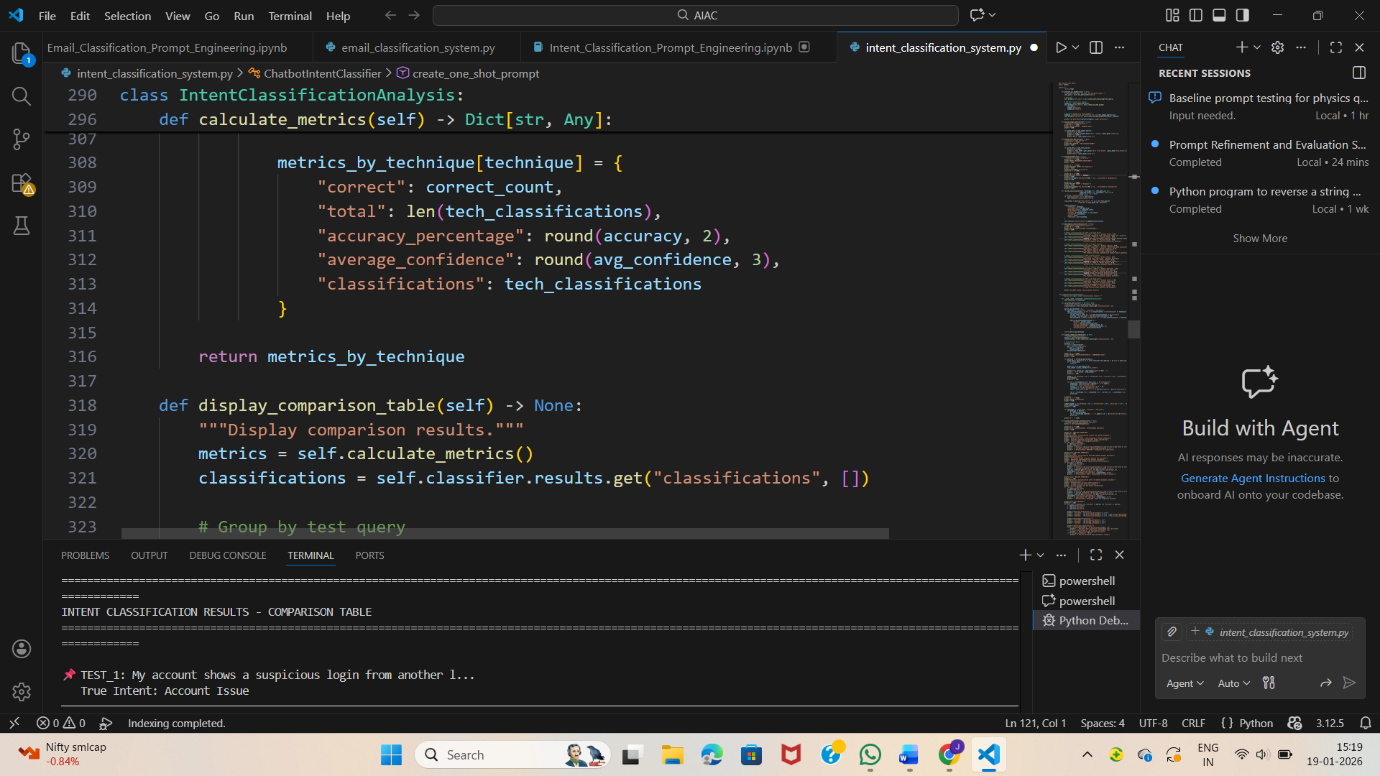 File Edit Selection View Go Run Terminal Help
AIAC
Email_Classification_Prompt_Engineering.ipynb
email_classification_system.py
Intent_Classification_Prompt_Engineering.ipynb
intent_classification_system.py
intent_classification_system.py > ChatbotIntentClassifier > create_one_shot_prompt
290 class IntentClassificationAnalysis:
296 def calculate_metrics(self) -> Dict[str, Any]:
307
308 metrics_by_technique[technique] = {
309 "correct": correct_count,
310 "total": len(tech_classifications),
311 "accuracy_percentage": round(accuracy, 2),
312 "average_confidence": round(avg_confidence, 3),
313 "classifications": tech_classifications
314 }
315
316 return metrics_by_technique
317
318 def display_comparison_table(self) -> None:
319 """Display comparison results."""
320 metrics = self.calculate_metrics()
321 classifications = self.classifier.results.get("classifications", [])
322
323 # Group by test query
PROBLEMS OUTPUT DEBUG CONSOLE TERMINAL PORTS
INTENT CLASSIFICATION RESULTS - COMPARISON TABLE
TEST_1: My account shows a suspicious login from another l...
True Intent: Account Issue
powershell
powershell
Python Deb...
CHAT
RECENT SESSIONS
Baseline prompt testing for physics q...
Input needed. Local • 1 hr
Prompt Refinement and Evaluation S...
Completed Local • 24 mins
Python program to reverse a string ...
Completed Local • 1 wk
Show More
Build with Agent
AI responses may be inaccurate.
Generate Agent Instructions to
onboard AI onto your codebase.
intent_classification_system.py
Describe what to build next
Agent Auto
0 0 Indexing completed.
Ln 121, Col 1 Spaces: 4 UTF-8 CRLF { } Python 3.12.5
Nifty smlcap
-0.84%
Search
ENG
IN
15:19
19-01-2026